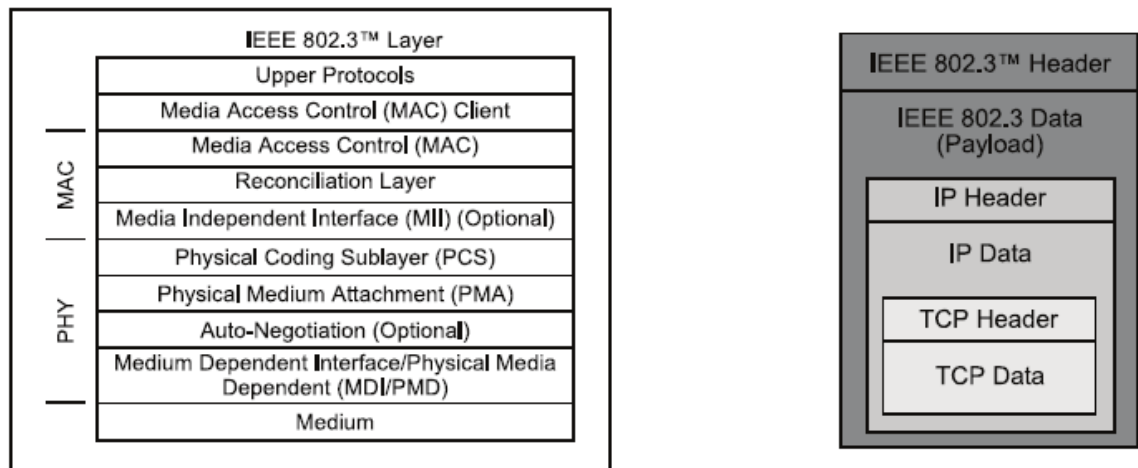 IEEE 802.3™ Layer
Upper Protocols
Media Access Control (MAC) Client
Media Access Control (MAC)
Reconciliation Layer
Media Independent Interface (MII) (Optional)
Physical Coding Sublayer (PCS)
Physical Medium Attachment (PMA)
Auto-Negotiation (Optional)
Medium Dependent Interface/Physical Media
Dependent (MDI/PMD)
Medium
MAC
PHY
IEEE 802.3™ Header
IEEE 802.3 Data
(Payload)
IP Header
IP Data
TCP Header
TCP Data